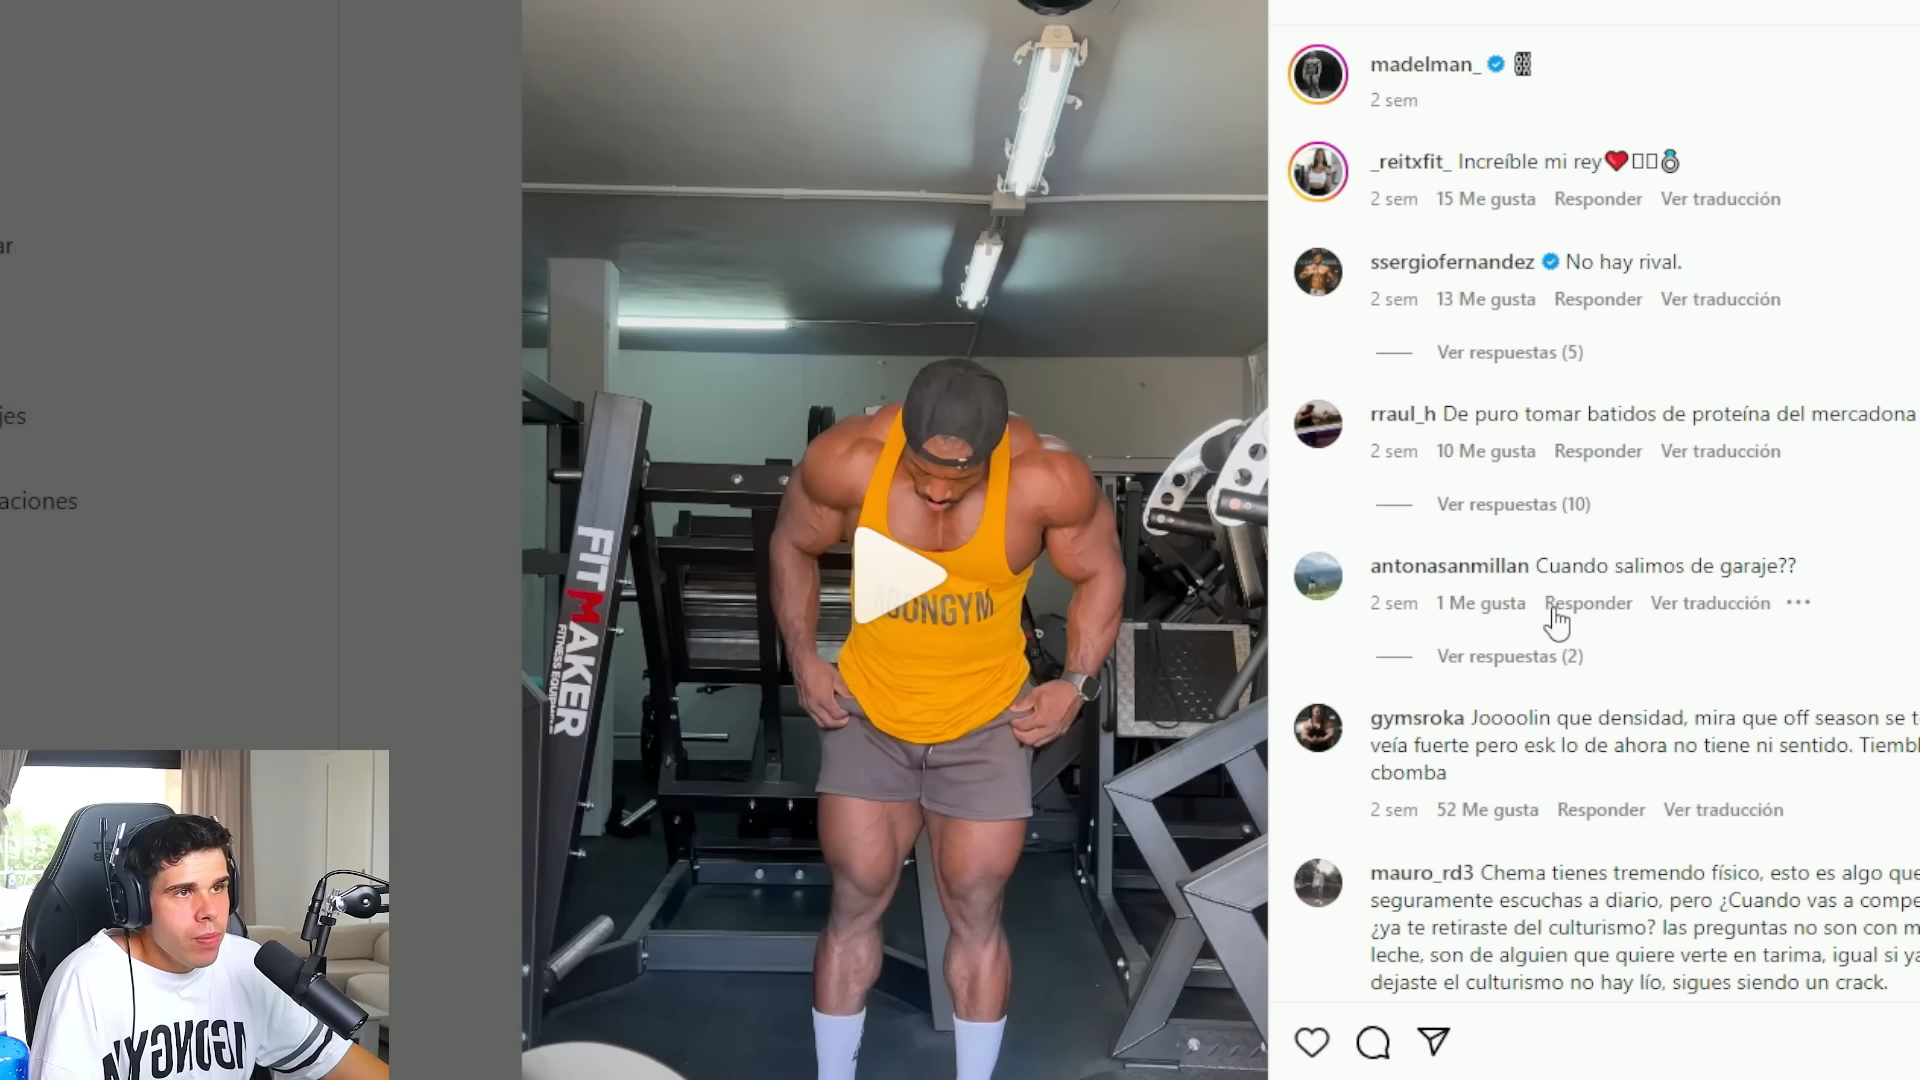 madelman_
2 sem
_reitxfit_ Increíble mi rey
2 sem 15 Me gusta Responder Ver traducción
ssergiofernandez No hay rival.
2 sem 13 Me gusta Responder Ver traducción
Ver respuestas (5)
rraul_h De puro tomar batidos de proteína del mercadona
2 sem 10 Me gusta Responder Ver traducción
Ver respuestas (10)
antonasanmillan Cuando salimos de garaje??
2 sem 1 Me gusta Responder Ver traducción ...
Ver respuestas (2)
gymsroka Joooolin que densidad, mira que off season se t
veía fuerte pero esk lo de ahora no tiene ni sentido. Tiembl
cbomba
2 sem 52 Me gusta Responder Ver traducción
mauro_rd3 Chema tienes tremendo físico, esto es algo que
seguramente escuchas a diario, pero ¿Cuando vas a compe
¿ya te retiraste del culturismo? las preguntas no son con m
leche, son de alguien que quiere verte en tarima, igual si ya
dejaste el culturismo no hay lío, sigues siendo un crack.
ar
jes
aciones
FITMAKER
FITNESS
AGONGYM